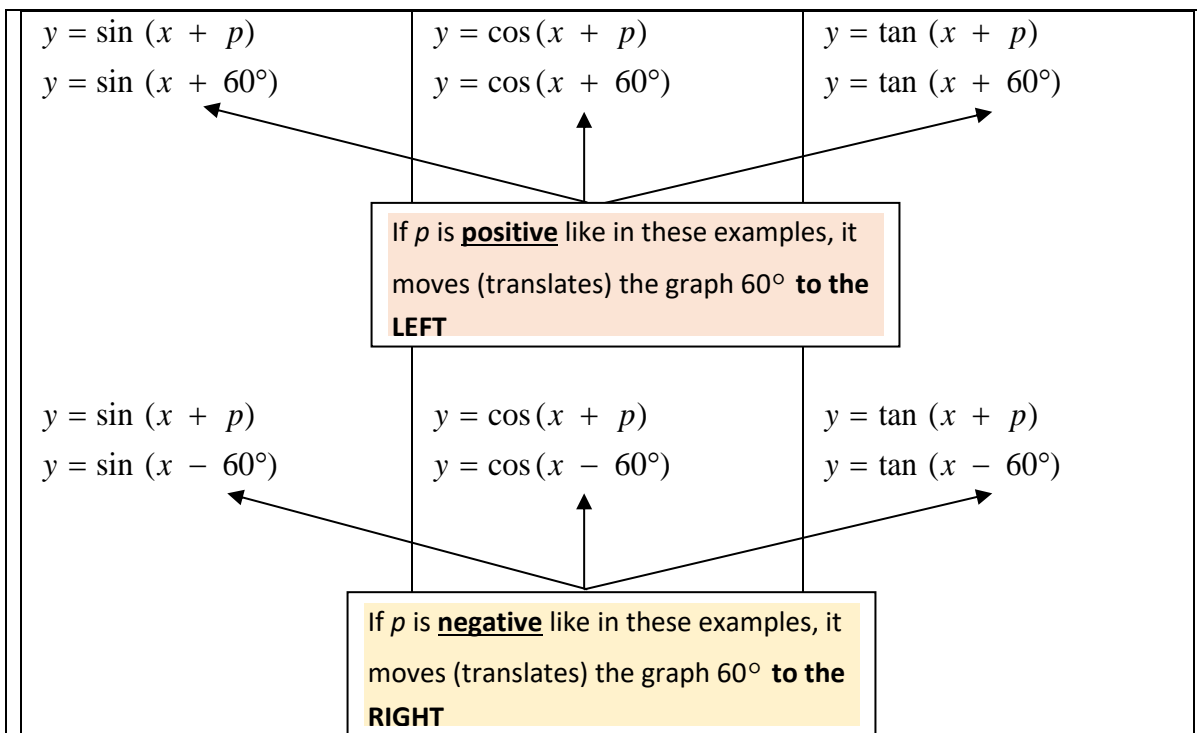 y = sin (x + p)
y = sin (x + 60°)
y = cos (x + p)
y = cos (x + 60°)
y = tan (x + p)
y = tan (x + 60°)
If p is positive like in these examples, it
moves (translates) the graph 60° to the
LEFT
y = sin (x + p)
y = sin (x − 60°)
y = cos (x + p)
y = cos (x − 60°)
y = tan (x + p)
y = tan (x − 60°)
If p is negative like in these examples, it
moves (translates) the graph 60° to the
RIGHT